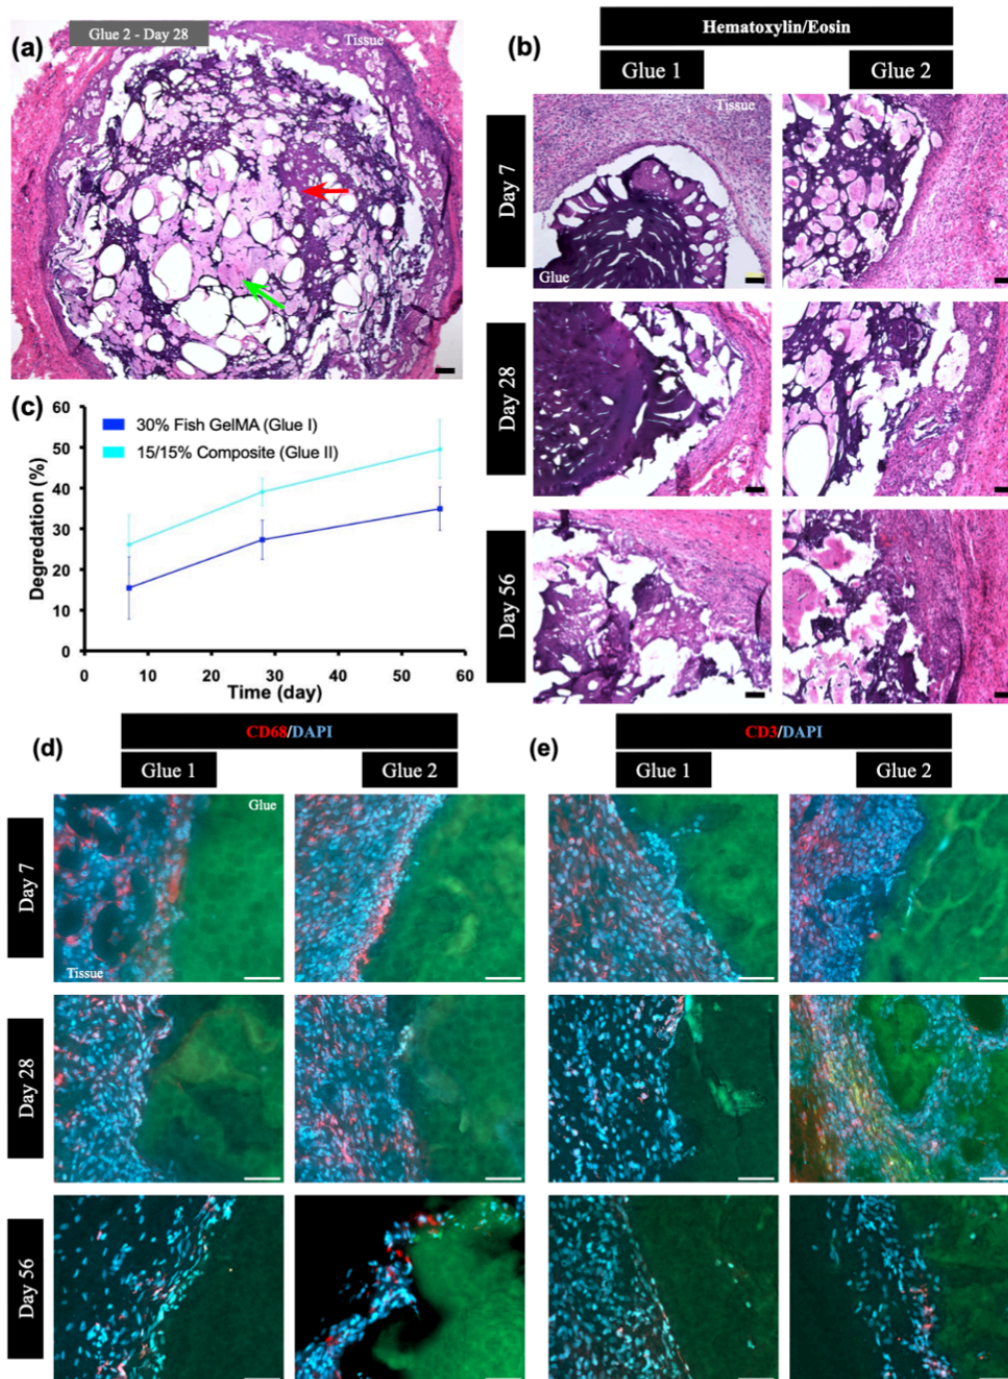 (a)
Glue 2 - Day 28
Tissue
(b)
Hematoxylin/Eosin
Glue 1
Glue 2
Day 7
Tissue
Glue
Day 28
Day 56
(c)
60
50
40
30
20
10
0
Degredation (%)
30% Fish GelMA (Glue I)
15/15% Composite (Glue II)
0
10
20
30
40
50
60
Time (day)
(d)
CD68/DAPI
Glue 1
Glue 2
Day 7
Glue
Tissue
Day 28
Day 56
(e)
CD3/DAPI
Glue 1
Glue 2